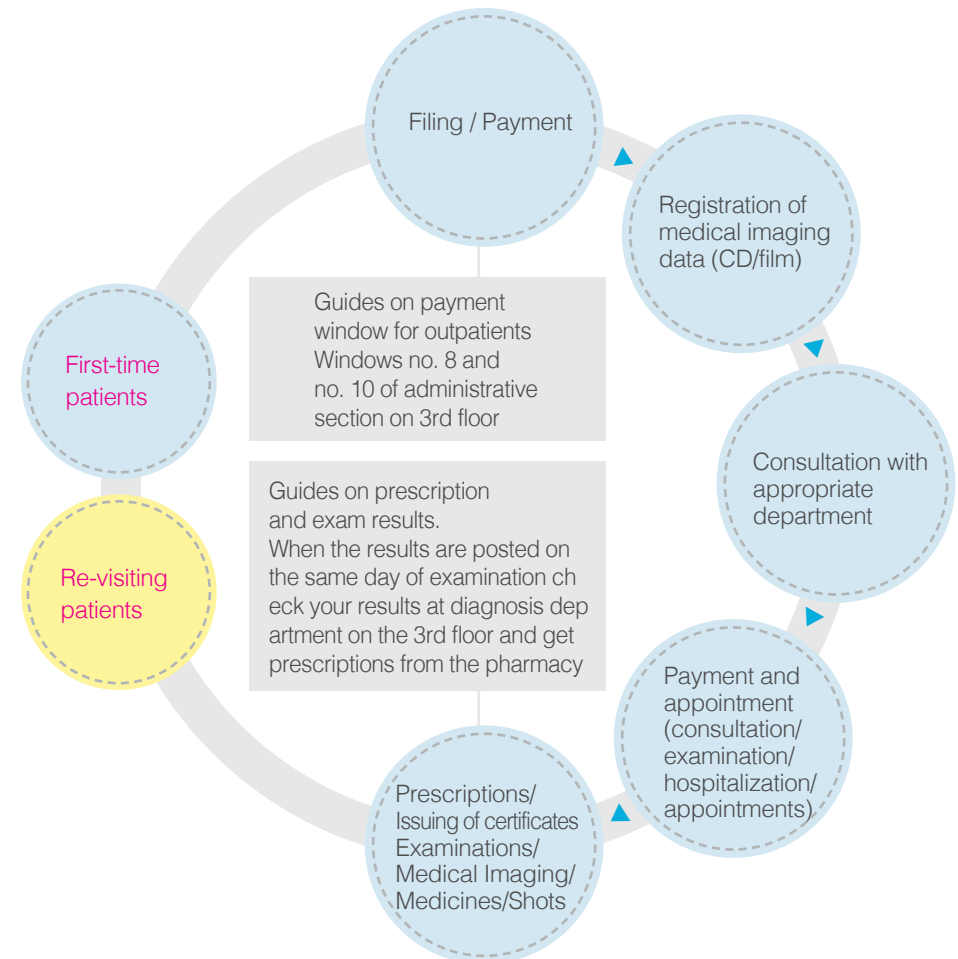 Filing / Payment
Registration of
medical imaging
data (CD/film)
Guides on payment
window for outpatients
Windows no. 8 and
no. 10 of administrative
section on 3rd floor
First-time
patients
Consultation with
appropriate
department
Guides on prescription
and exam results.
When the results are posted on
the same day of examination ch
eck your results at diagnosis dep
artment on the 3rd floor and get
prescriptions from the pharmacy
Re-visiting
patients
Payment and
appointment
(consultation/
examination/
hospitalization/
appointments)
Prescriptions/
Issuing of certificates
Examinations/
Medical Imaging/
Medicines/Shots